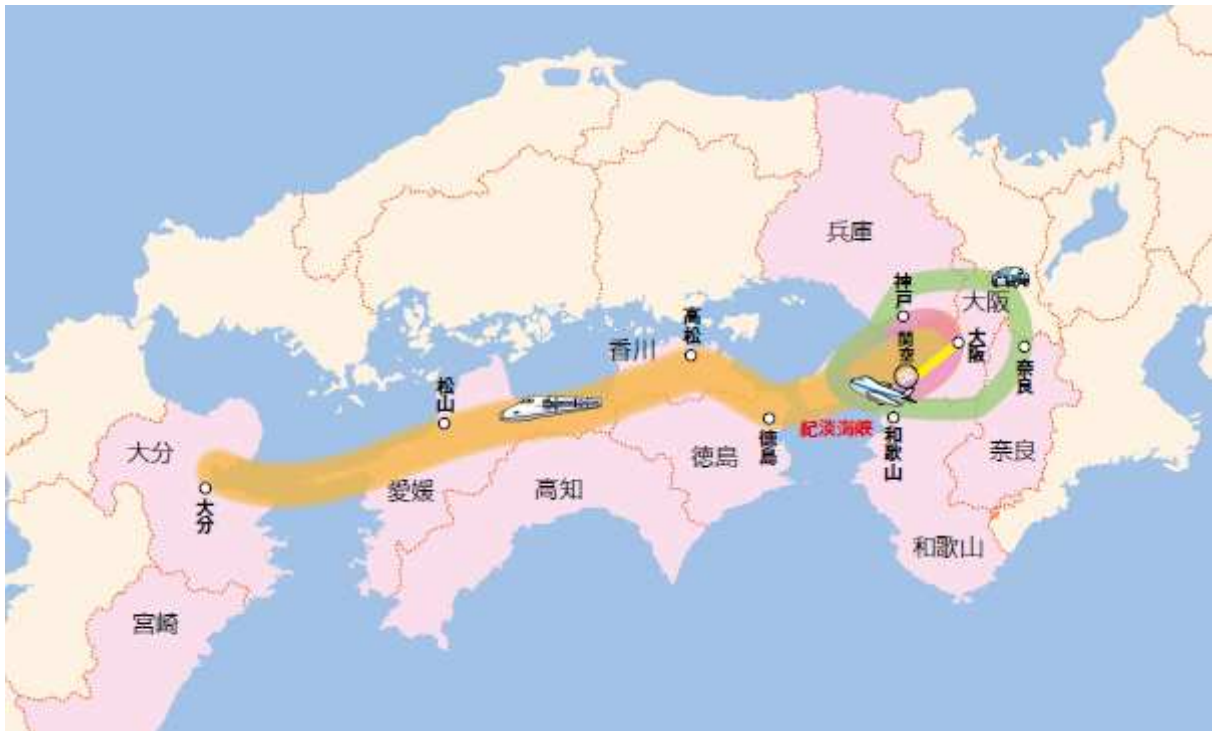 兵庫
神戸
大阪
関空
大阪
奈良
高松
香川
松山
紀淡海峡
徳島
和歌山
大分
大分
愛媛
高知
徳島
奈良
和歌山
宮崎